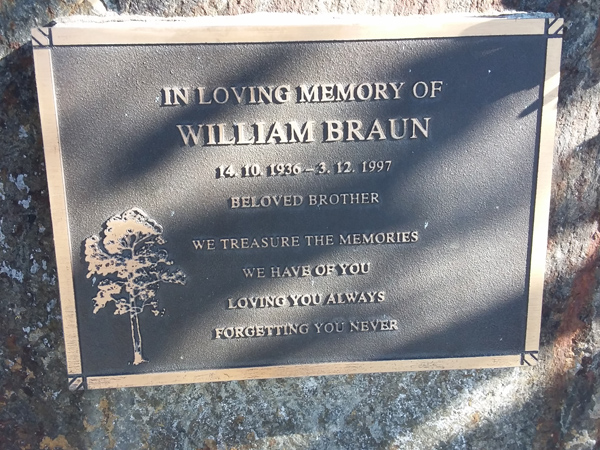 IN LOVING MEMORY OF
WILLIAM BRAUN
14. 10. 1936 – 3. 12. 1997
BELOVED BROTHER
WE TREASURE THE MEMORIES
WE HAVE OF YOU
LOVING YOU ALWAYS
FORGETTING YOU NEVER